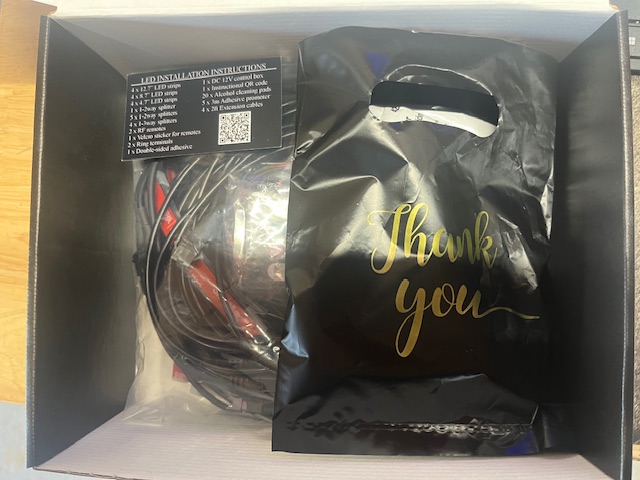 LED INSTALLATION INSTRUCTIONS
4 x 12.7" LED strips
4 x 8.7" LED strips
4 x 4.7" LED strips
1 x 1-2way splitter
5 x 1-2way splitters
4 x 1-3way splitters
2 x RF remotes
1 x Velcro sticker for remotes
2 x Ring terminals
1 x Double-sided adhesive
1 x DC 12V control box
1 x Instructional QR code
20 x Alcohol cleaning pads
5 x 3m Adhesive promoter
4 x 2ft Extension cables
Thank
you